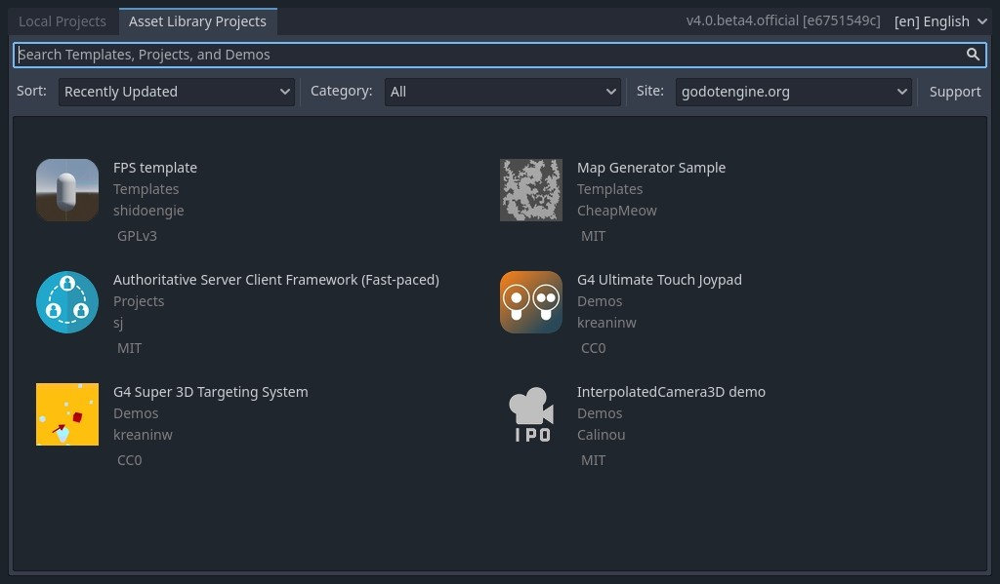 Local Projects
Asset Library Projects
v4.0.beta4.official [e6751549c]
[en] English
Search Templates, Projects, and Demos
Sort:
Recently Updated
Category:
All
Site:
godotengine.org
Support
FPS template
Templates
shidoengie
GPLv3
Map Generator Sample
Templates
CheapMeow
MIT
Authoritative Server Client Framework (Fast-paced)
Projects
sj
MIT
G4 Ultimate Touch Joypad
Demos
kreaninw
CC0
G4 Super 3D Targeting System
Demos
kreaninw
CC0
IPO
InterpolatedCamera3D demo
Demos
Calinou
MIT